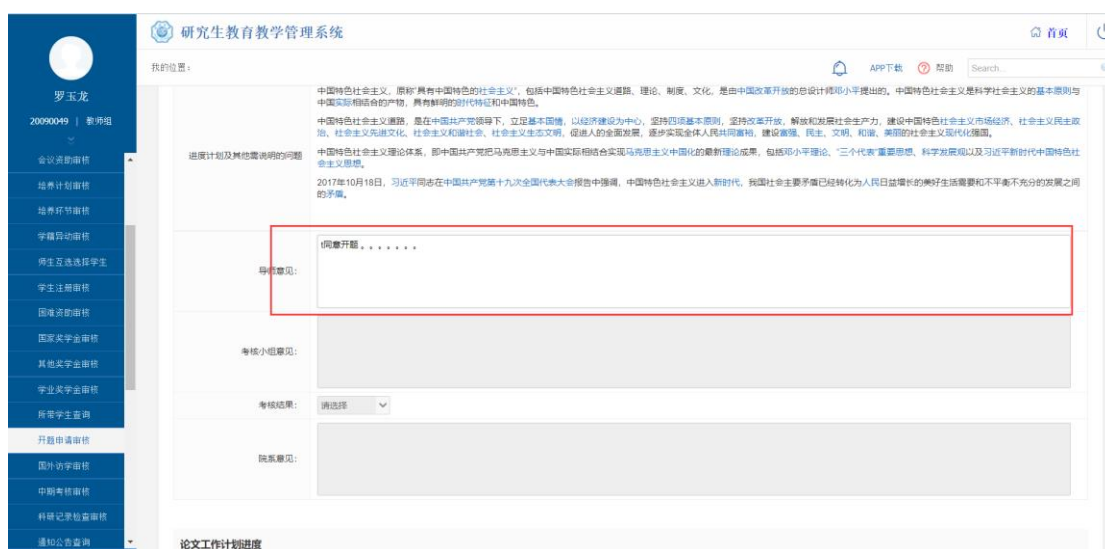 研究生教育教学管理系统
首页
我的位置：
APP下载
帮助
Search...
罗玉龙
20090049 | 教师组
会议资助审核
培养计划审核
培养环节审核
学籍异动审核
师生互选选择学生
学生注册审核
困难资助审核
国家奖学金审核
其他奖学金审核
学业奖学金审核
所带学生查询
开题申请审核
国外访学审核
中期考核审核
科研记录检查审核
通知公告查询
进度计划及其他需说明的问题
中国特色社会主义，原称"具有中国特色的社会主义"，包括中国特色社会主义道路、理论、制度、文化，是由中国改革开放的总设计师邓小平提出的。中国特色社会主义是科学社会主义的基本原则与
中国实际相结合的产物，具有鲜明的时代特征和中国特色。
中国特色社会主义道路，是在中国共产党领导下，立足基本国情，以经济建设为中心，坚持四项基本原则，坚持改革开放，解放和发展社会生产力，建设中国特色社会主义市场经济、社会主义民主政
治、社会主义先进文化、社会主义和谐社会、社会主义生态文明，促进人的全面发展，逐步实现全体人民共同富裕，建设富强、民主、文明、和谐、美丽的社会主义现代化强国。
中国特色社会主义理论体系，即中国共产党把马克思主义与中国实际相结合实现马克思主义中国化的最新理论成果，包括邓小平理论、"三个代表"重要思想、科学发展观以及习近平新时代中国特色社
会主义思想。
2017年10月18日，习近平同志在中国共产党第十九次全国代表大会报告中强调，中国特色社会主义进入新时代，我国社会主要矛盾已经转化为人民日益增长的美好生活需要和不平衡不充分的发展之间
的矛盾。
导师意见：
t同意开题。，，，，，，
考核小组意见：
考核结果：
请选择
院系意见：
论文工作计划进度